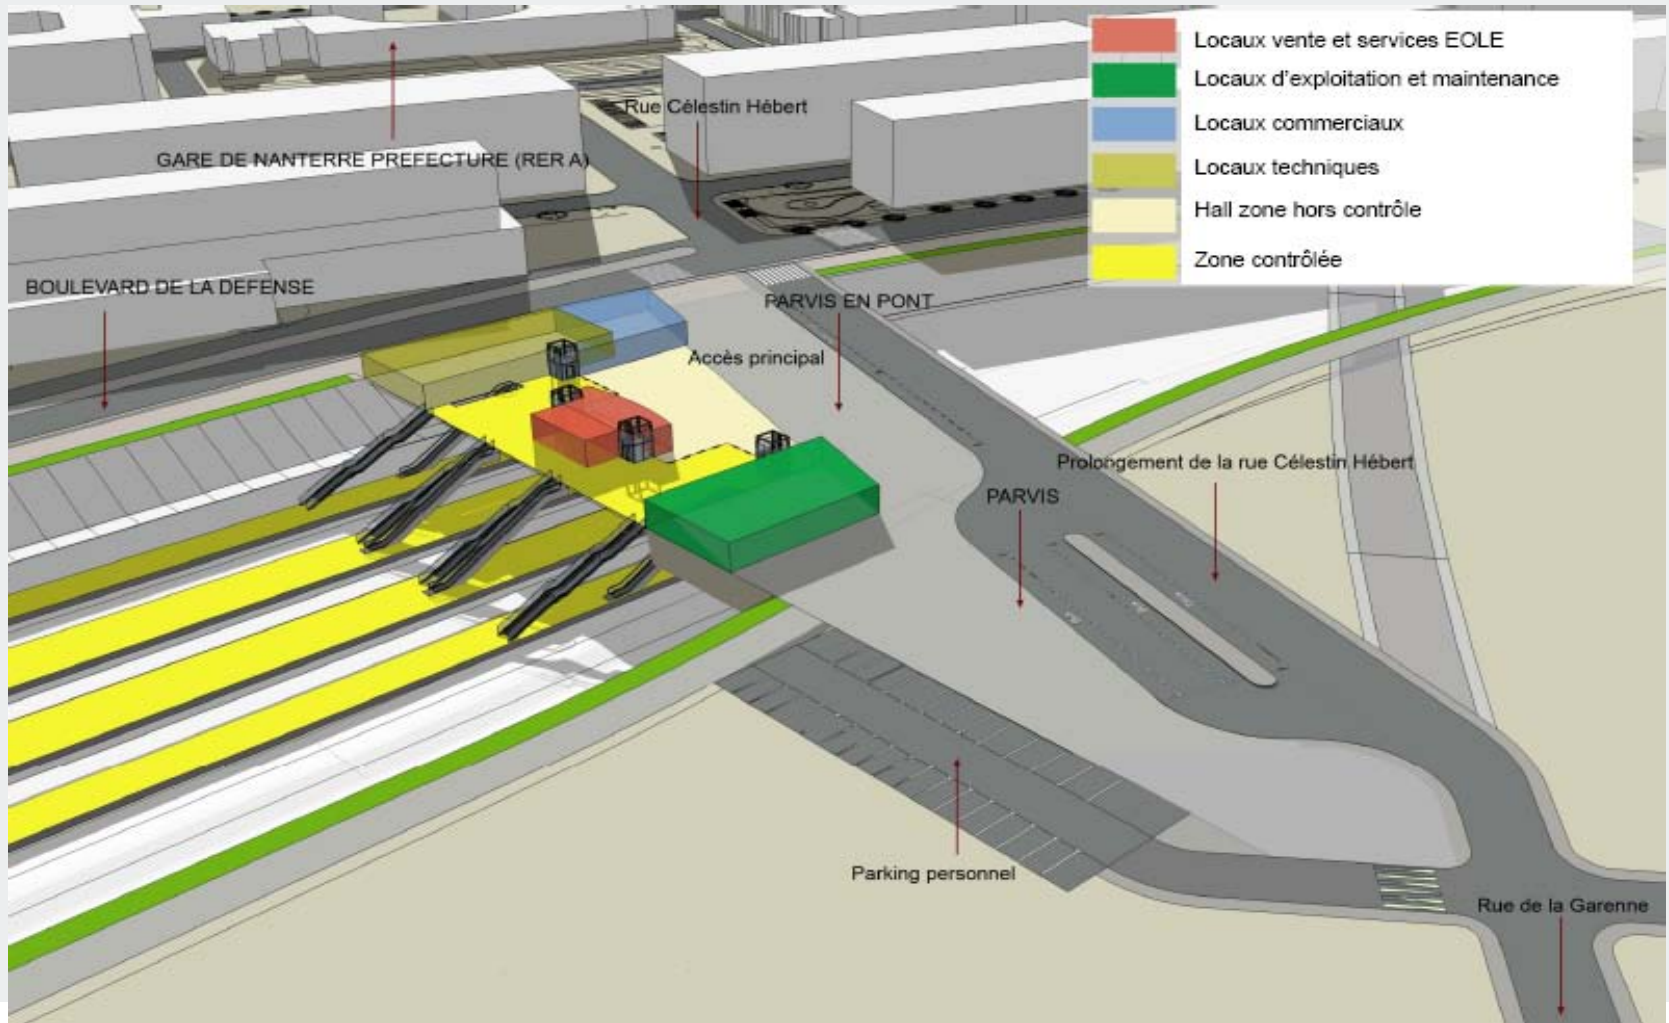 Locaux vente et services EOLE
Locaux d'exploitation et maintenance
Locaux commerciaux
Locaux techniques
Hall zone hors contrôle
Zone contrôlée
Rue Célestin Hébert
GARE DE NANTERRE PREFECTURE (RER A)
BOULEVARD DE LA DEFENSE
PARVIS EN PONT
Accès principal
Prolongement de la rue Célestin Hébert
PARVIS
Parking personnel
Rue de la Garenne